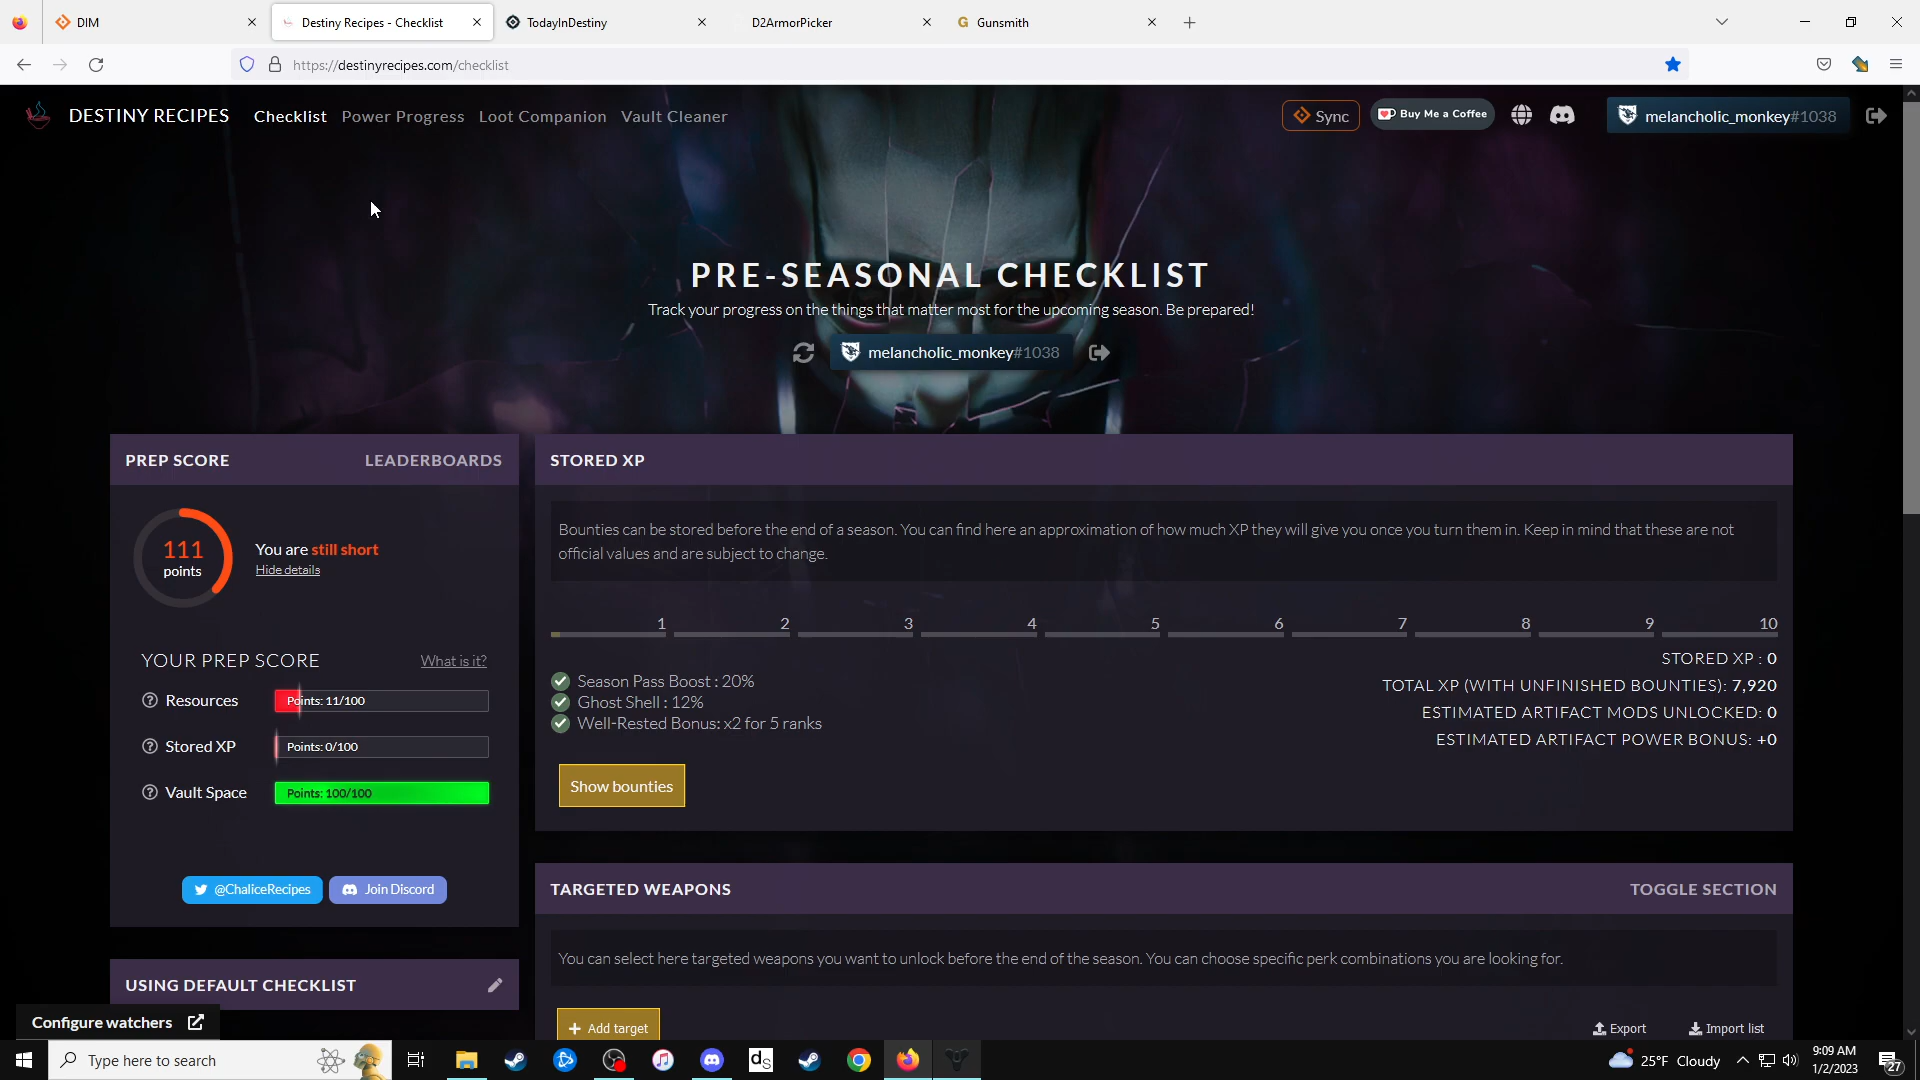 DIM
Destiny Recipes - Checklist
TodayInDestiny
D2ArmorPicker
G Gunsmith
https://destinyrecipes.com/checklist
DESTINY RECIPES Checklist Power Progress Loot Companion Vault Cleaner
Sync
Buy Me a Coffee
melancholic_monkey#1038
PRE-SEASONAL CHECKLIST
Track your progress on the things that matter most for the upcoming season. Be prepared!
melancholic_monkey#1038
PREP SCORE LEADERBOARDS
111
points
You are still short
Hide details
YOUR PREP SCORE What is it?
Resources Points: 11/100
Stored XP Points: 0/100
Vault Space Points: 100/100
@ChaliceRecipes Join Discord
USING DEFAULT CHECKLIST
Configure watchers
STORED XP
Bounties can be stored before the end of a season. You can find here an approximation of how much XP they will give you once you turn them in. Keep in mind that these are not
official values and are subject to change.
1 2 3 4 5 6 7 8 9 10
Season Pass Boost : 20%
Ghost Shell : 12%
Well-Rested Bonus: x2 for 5 ranks
STORED XP : 0
TOTAL XP (WITH UNFINISHED BOUNTIES): 7,920
ESTIMATED ARTIFACT MODS UNLOCKED: 0
ESTIMATED ARTIFACT POWER BONUS: +0
Show bounties
TARGETED WEAPONS TOGGLE SECTION
You can select here targeted weapons you want to unlock before the end of the season. You can choose specific perk combinations you are looking for.
+ Add target
Export Import list
Type here to search
ds
25°F Cloudy
9:09 AM
1/2/2023
27